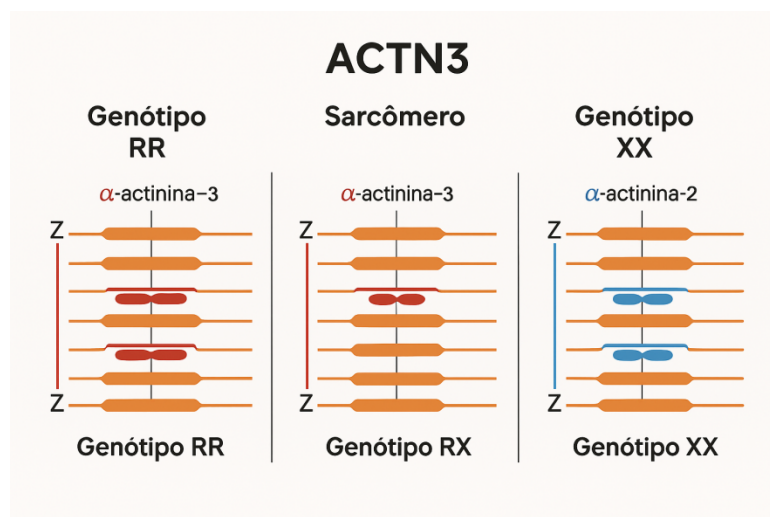 ACTN3
Genótipo
RR
Sarcômero
Genótipo
XX
α-actinina-3
α-actinina-3
α-actinina-2
Z
Z
Z
Z
Z
Z
Genótipo RR
Genótipo RX
Genótipo XX